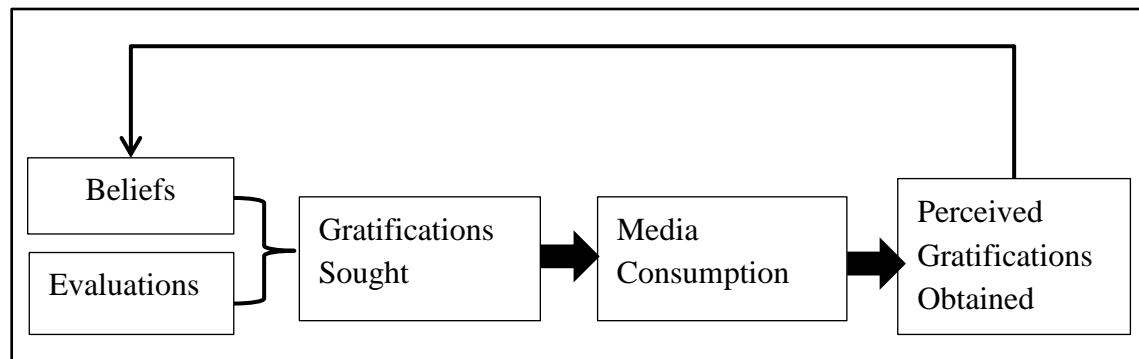 Beliefs
Evaluations
Gratifications
Sought
Media
Consumption
Perceived
Gratifications
Obtained